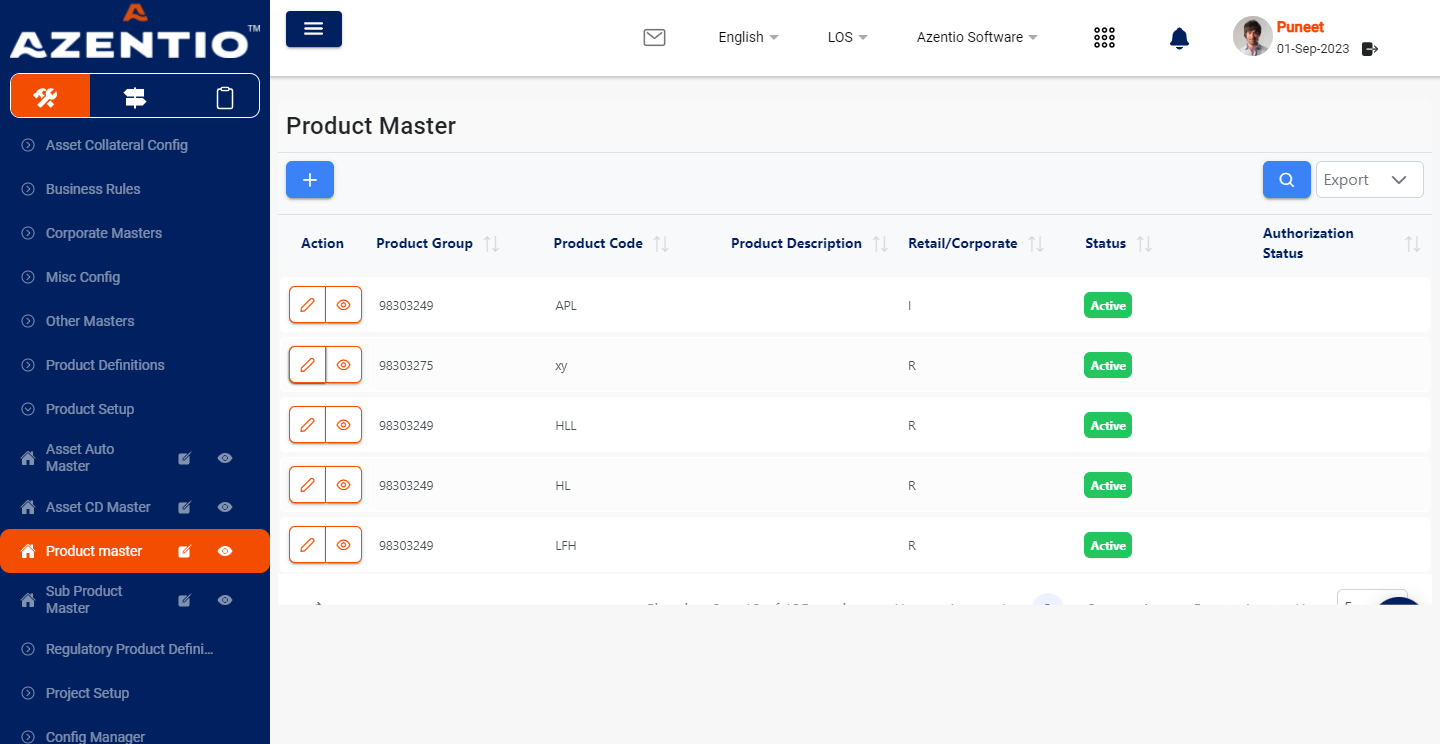 AZENTIO™
English
LOS
Azentio Software
Puneet
01-Sep-2023
Asset Collateral Config
Business Rules
Corporate Masters
Misc Config
Other Masters
Product Definitions
Product Setup
Asset Auto
Master
Asset CD Master
Product master
Sub Product
Master
Regulatory Product Defini...
Project Setup
Config Manager
Product Master
Export
Action Product Group Product Code Product Description Retail/Corporate Status Authorization
Status
98303249 APL I Active
98303275 xy R Active
98303249 HLL R Active
98303249 HL R Active
98303249 LFH R Active